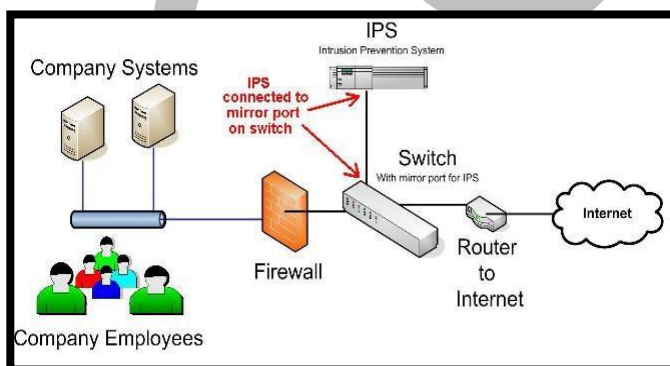 IPS
Intrusion Prevention System
Company Systems
IPS
connected to
mirror port
on switch
Switch
With mirror port for IPS
Internet
Firewall
Router
to
Internet
Company Employees